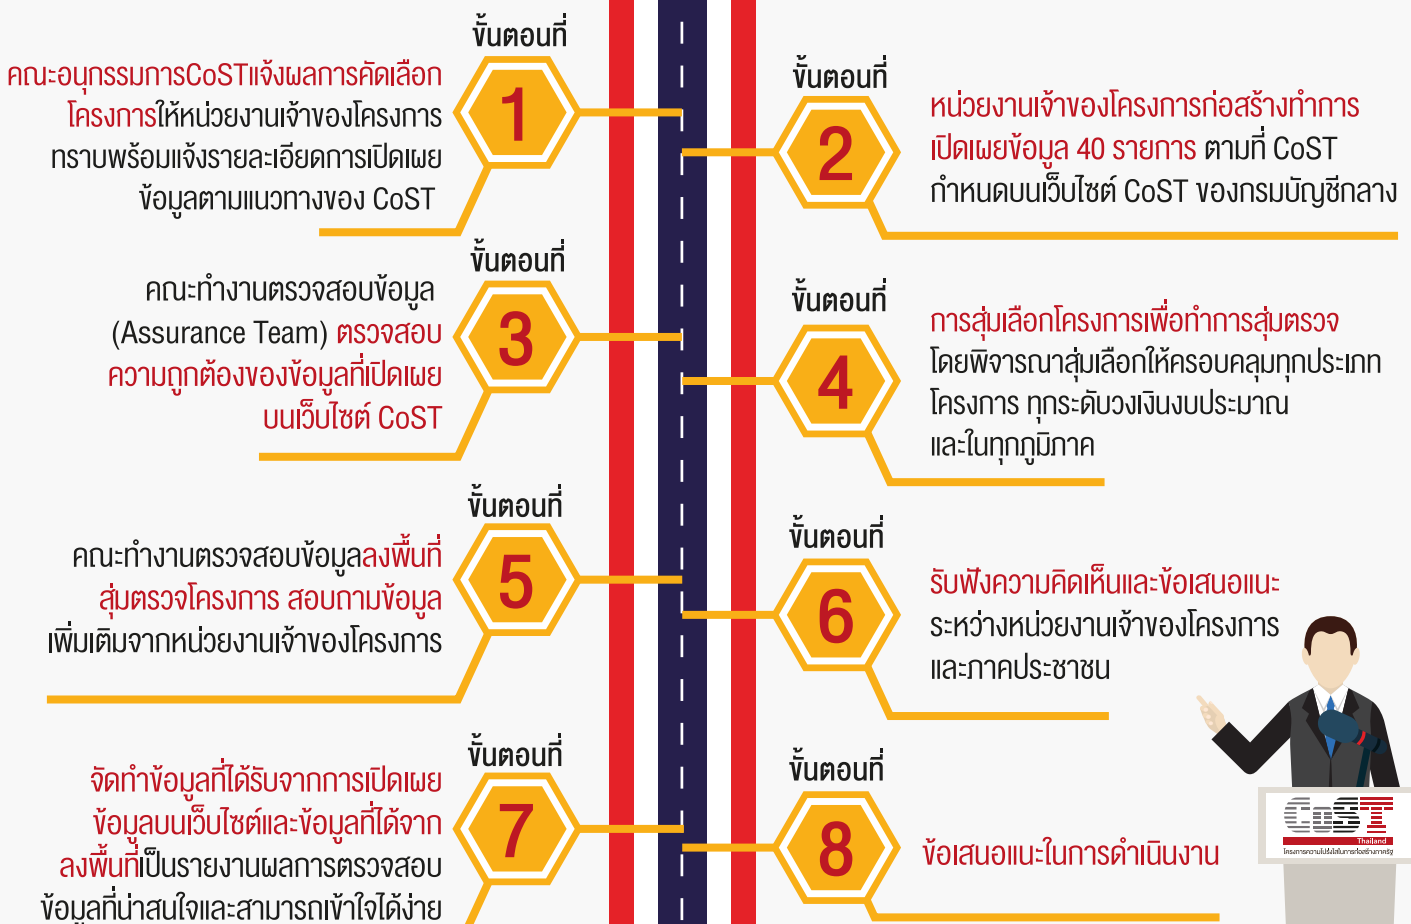 ขั้นตอนที่
1
คณะอนุกรรมการCoSTแจ้งผลการคัดเลือก
โครงการให้หน่วยงานเจ้าของโครงการ
ทราบพร้อมแจ้งรายละเอียดการเปิดเผย
ข้อมูลตามแนวทางของ CoST
ขั้นตอนที่
2
หน่วยงานเจ้าของโครงการก่อสร้างทำการ
เปิดเผยข้อมูล 40 รายการ ตามที่ CoST
กำหนดบนเว็บไซต์ CoST ของกรมบัญชีกลาง
ขั้นตอนที่
3
คณะทำงานตรวจสอบข้อมูล
(Assurance Team) ตรวจสอบ
ความถูกต้องของข้อมูลที่เปิดเผย
บนเว็บไซต์ CoST
ขั้นตอนที่
4
การสุ่มเลือกโครงการเพื่อทำการสุ่มตรวจ
โดยพิจารณาสุ่มเลือกให้ครอบคลุมทุกประเภท
โครงการ ทุกระดับวงเงินงบประมาณ
และในทุกภูมิภาค
ขั้นตอนที่
5
คณะทำงานตรวจสอบข้อมูลลงพื้นที่
สุ่มตรวจโครงการ สอบถามข้อมูล
เพิ่มเติมจากหน่วยงานเจ้าของโครงการ
ขั้นตอนที่
6
รับฟังความคิดเห็นและข้อเสนอแนะ
ระหว่างหน่วยงานเจ้าของโครงการ
และภาคประชาชน
ขั้นตอนที่
7
จัดทำข้อมูลที่ได้รับจากการเปิดเผย
ข้อมูลบนเว็บไซต์และข้อมูลที่ได้จาก
ลงพื้นที่เป็นรายงานผลการตรวจสอบ
ข้อมูลที่น่าสนใจและสามารถเข้าใจได้ง่าย
ขั้นตอนที่
8
ข้อเสนอแนะในการดำเนินงาน
CoST
Thailand
โครงการความโปร่งใสในการก่อสร้างภาครัฐ